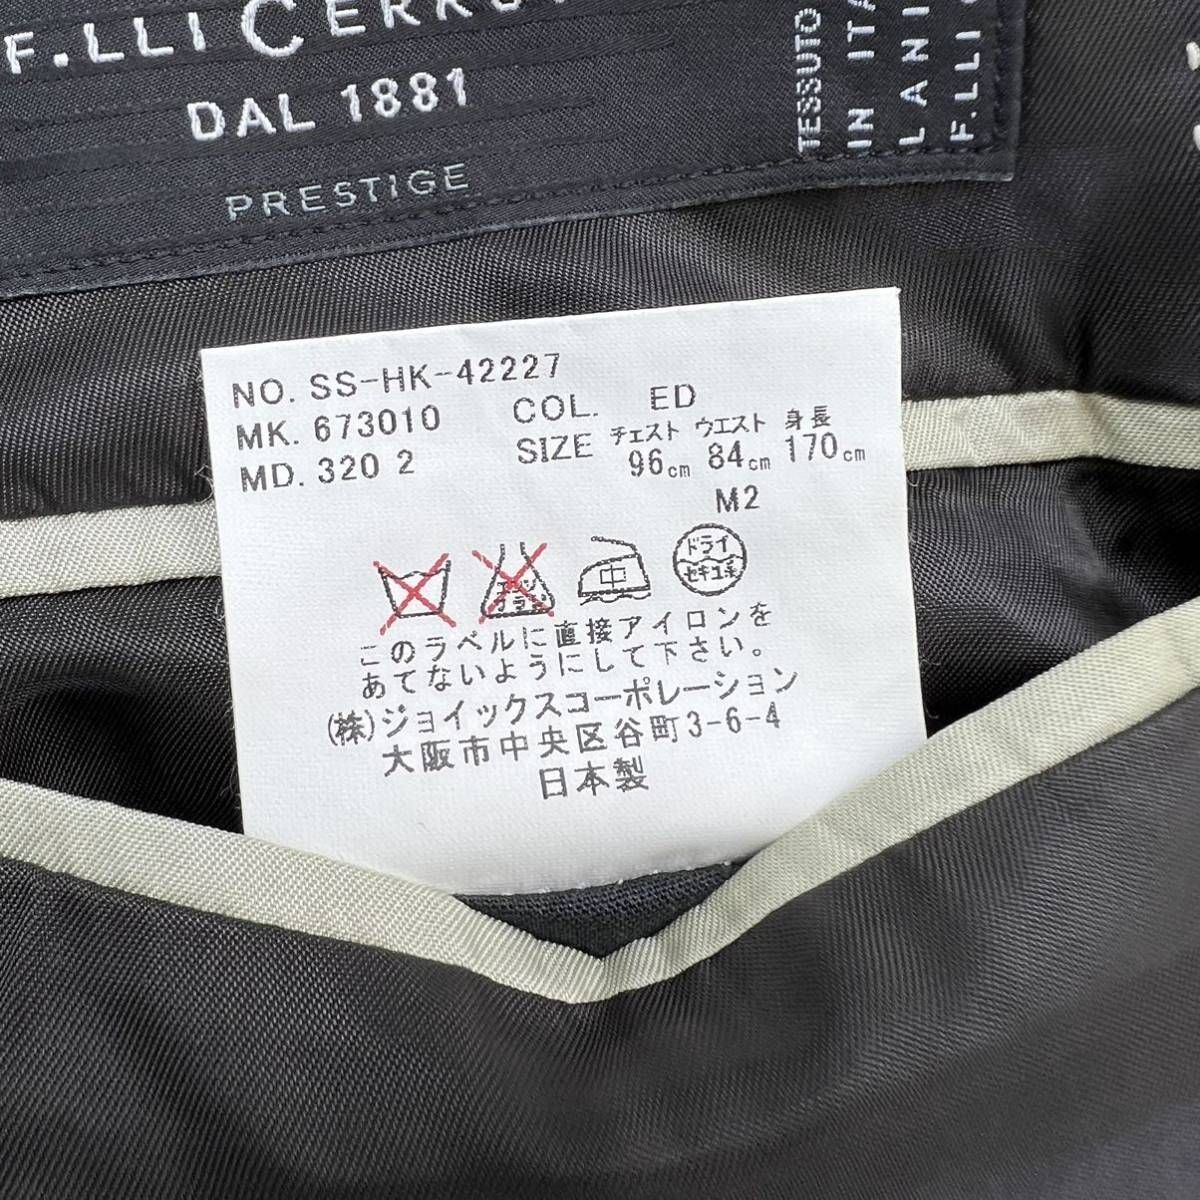 F.LLI
DAL 1881
PRESTIGE
TESSUTO
IN
F.LLI
NO. SS-HK-42227
MK. 673010 COL. ED
MD. 320 2 SIZE チェスト ウエスト 身長
96cm 84cm 170cm
M2
中
ドライ
セキユ系
このラベルに直接アイロンを
あてないようにして下さい。
(株)ジョイックスコーポレーション
大阪市中央区谷町3-6-4
日本製